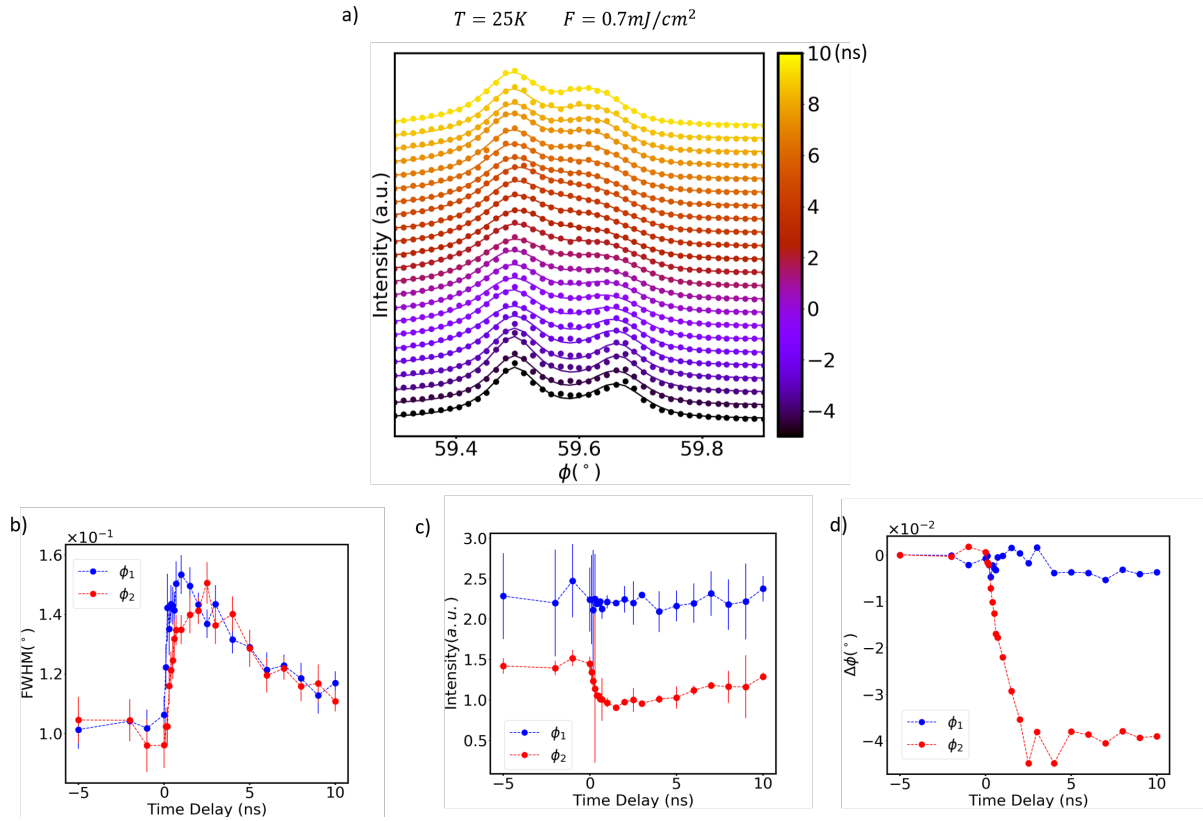 a) T = 25K F = 0.7mJ/cm²
10 (ns)
8
6
4
2
0
−2
−4
Intensity (a.u.)
59.4 59.6 59.8
ϕ(°)
b)
×10⁻¹
1.6
1.4
1.2
1.0
FWHM(°)
ϕ₁
ϕ₂
−5 0 5 10
Time Delay (ns)
c)
3.0
2.5
2.0
1.5
1.0
0.5
Intensity(a.u.)
ϕ₁
ϕ₂
−5 0 5 10
Time Delay (ns)
d)
×10⁻²
0
−1
−2
−3
−4
Δϕ(°)
ϕ₁
ϕ₂
−5 0 5 10
Time Delay (ns)